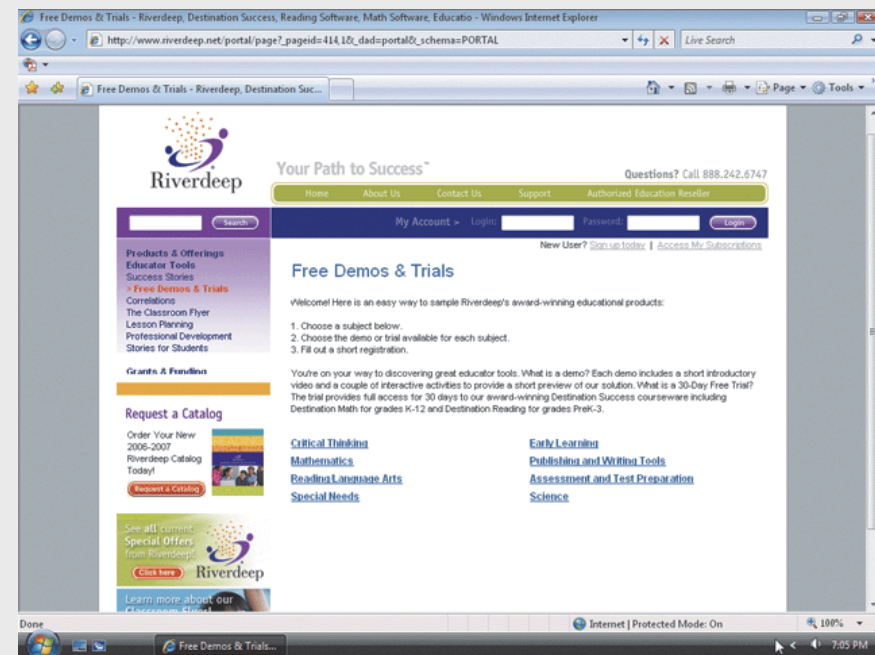 Free Demos & Trials - Riverdeep, Destination Success, Reading Software, Math Software, Educatio - Windows Internet Explorer
http://www.riverdeep.net/portal/page?_pageid=414,1&_dad=portal&_schema=PORTAL
Live Search
Free Demos & Trials - Riverdeep, Destination Suc...
Page
Tools
Riverdeep
Your Path to Success
Questions? Call 888.242.6747
Home About Us Contact Us Support Authorized Education Reseller
Search
My Account > Login: Password: Login
New User? Sign up today | Access My Subscriptions
Products & Offerings
Educator Tools
Success Stories
> Free Demos & Trials
Correlations
The Classroom Flyer
Lesson Planning
Professional Development
Stories for Students
Grants & Funding
Request a Catalog
Order Your New
2006-2007
Riverdeep Catalog
Today!
Request a Catalog
See all current
Special Offers
from Riverdeep!
Click here
Riverdeep
Learn more about our
Classroom Flyer!
Free Demos & Trials
Welcome! Here is an easy way to sample Riverdeep's award-winning educational products:
1. Choose a subject below.
2. Choose the demo or trial available for each subject.
3. Fill out a short registration.
You're on your way to discovering great educator tools. What is a demo? Each demo includes a short introductory
video and a couple of interactive activities to provide a short preview of our solution. What is a 30-Day Free Trial?
The trial provides full access for 30 days to our award-winning Destination Success courseware including
Destination Math for grades K-12 and Destination Reading for grades PreK-3.
Critical Thinking
Mathematics
Reading/Language Arts
Special Needs
Early Learning
Publishing and Writing Tools
Assessment and Test Preparation
Science
Done
Internet | Protected Mode: On
100%
Free Demos & Trials...
7:05 PM